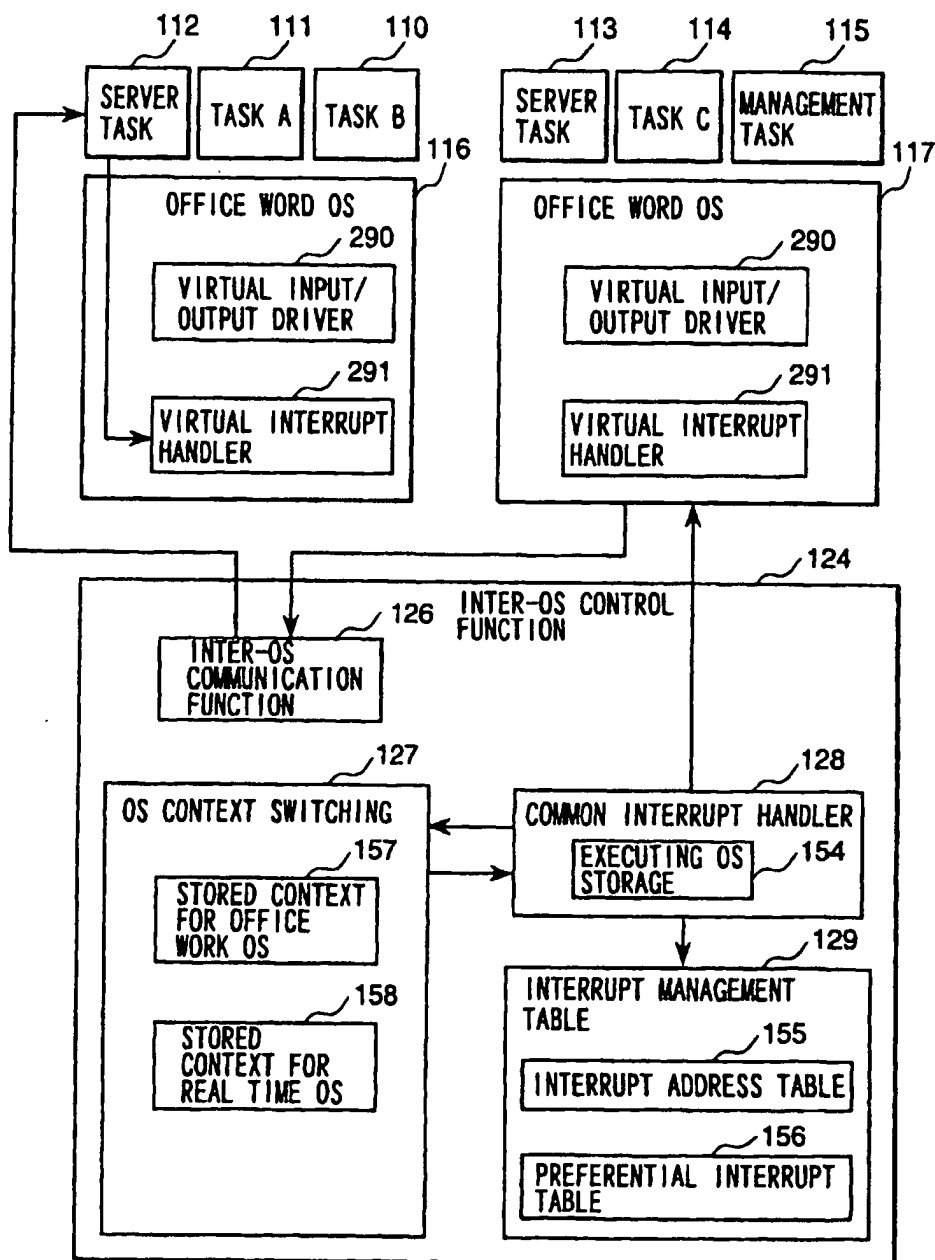 112
111
110
113
114
115
SERVER
TASK
TASK A
TASK B
SERVER
TASK
TASK C
MANAGEMENT
TASK
116
117
OFFICE WORD OS
290
VIRTUAL INPUT/
OUTPUT DRIVER
291
VIRTUAL INTERRUPT
HANDLER
OFFICE WORD OS
290
VIRTUAL INPUT/
OUTPUT DRIVER
291
VIRTUAL INTERRUPT
HANDLER
124
INTER-OS CONTROL
FUNCTION
126
INTER-OS
COMMUNICATION
FUNCTION
127
OS CONTEXT SWITCHING
157
STORED CONTEXT
FOR OFFICE
WORK OS
158
STORED
CONTEXT FOR
REAL TIME OS
128
COMMON INTERRUPT HANDLER
EXECUTING OS
STORAGE
154
129
INTERRUPT MANAGEMENT
TABLE
155
INTERRUPT ADDRESS TABLE
156
PREFERENTIAL INTERRUPT
TABLE